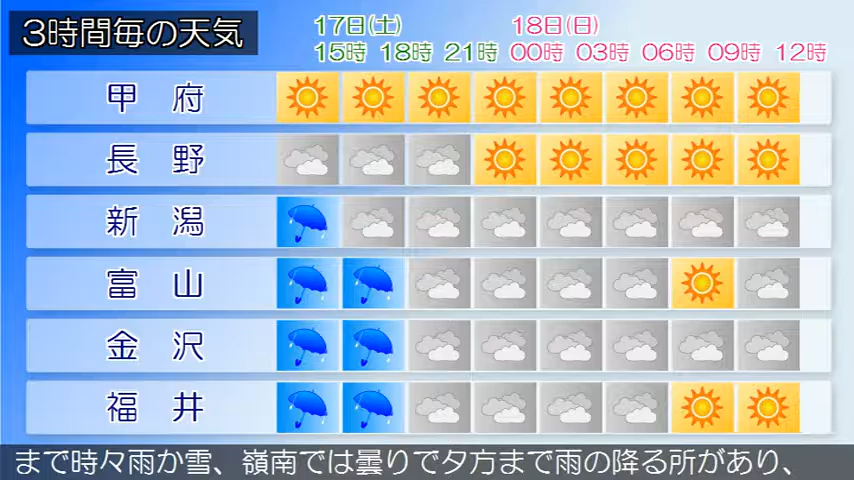 3時間毎の天気
17日(土) 18日(日)
15時 18時 21時 00時 03時 06時 09時 12時
甲府
長野
新潟
富山
金沢
福井
まで時々雨か雪、嶺南では曇りで夕方まで雨の降る所があり、